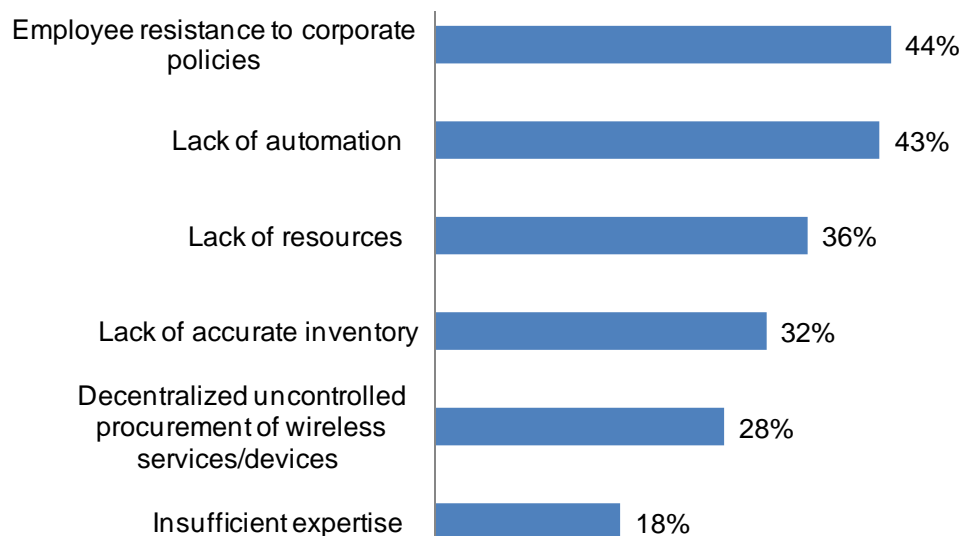 Employee resistance to corporate
policies
44%
Lack of automation
43%
Lack of resources
36%
Lack of accurate inventory
32%
Decentralized uncontrolled
procurement of wireless
services/devices
28%
Insufficient expertise
18%